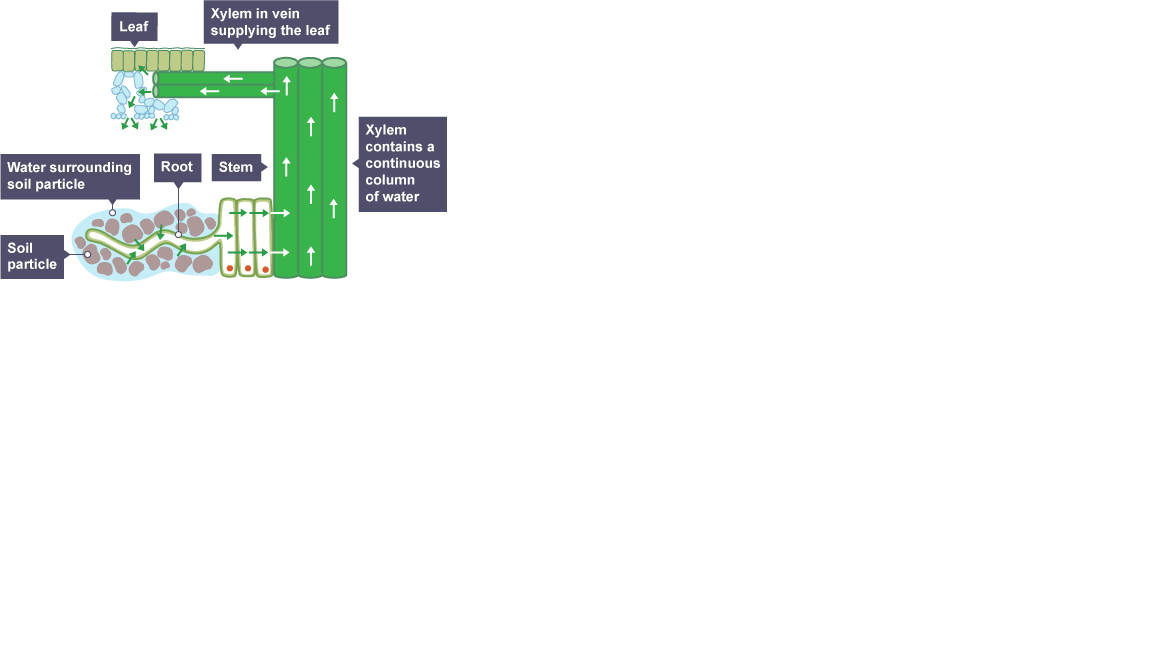 Leaf
Xylem in vein
supplying the leaf
Xylem
contains a
continuous
column
of water
Water surrounding
soil particle
Root
Stem
Soil
particle